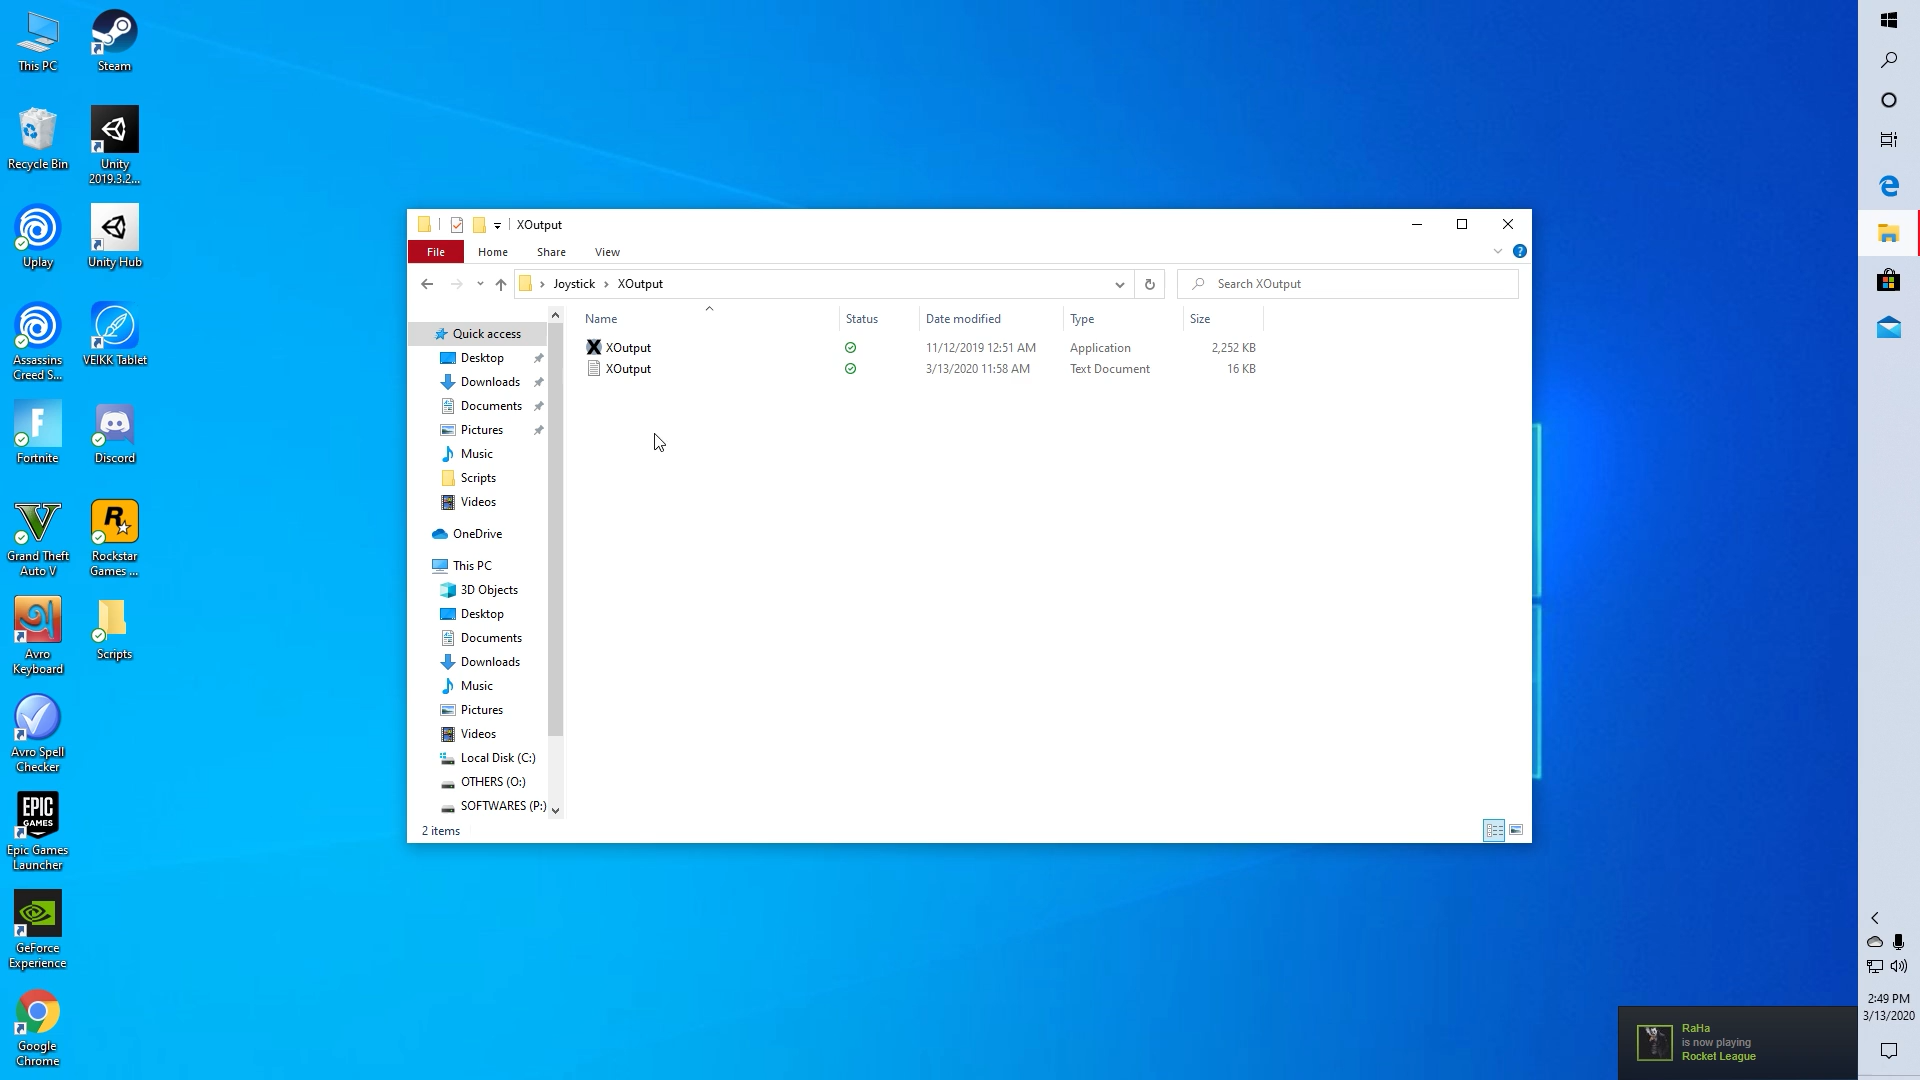 This PC
Steam
Recycle Bin
Unity
2019.3.2...
Uplay
Unity Hub
Assassins
Creed S...
VEIKK Tablet
F
Fortnite
Discord
Grand Theft
Auto V
R
Rockstar
Games ...
অ
Avro
Keyboard
Scripts
Avro Spell
Checker
EPIC
GAMES
Epic Games
Launcher
GeForce
Experience
Google
Chrome
XOutput
File Home Share View
Joystick › XOutput
Search XOutput
Name Status Date modified Type Size
XOutput 11/12/2019 12:51 AM Application 2,252 KB
XOutput 3/13/2020 11:58 AM Text Document 16 KB
Quick access
Desktop
Downloads
Documents
Pictures
Music
Scripts
Videos
OneDrive
This PC
3D Objects
Desktop
Documents
Downloads
Music
Pictures
Videos
Local Disk (C:)
OTHERS (O:)
SOFTWARES (P:)
2 items
2:49 PM
3/13/2020
RaHa
is now playing
Rocket League